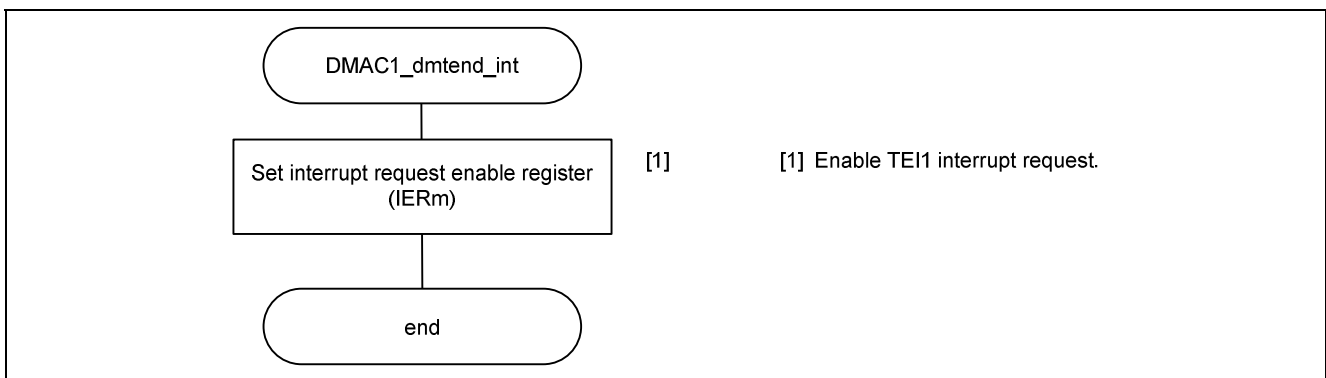 DMAC1_dmtend_int
Set interrupt request enable register
(IERm)
[1]
[1] Enable TEI1 interrupt request.
end